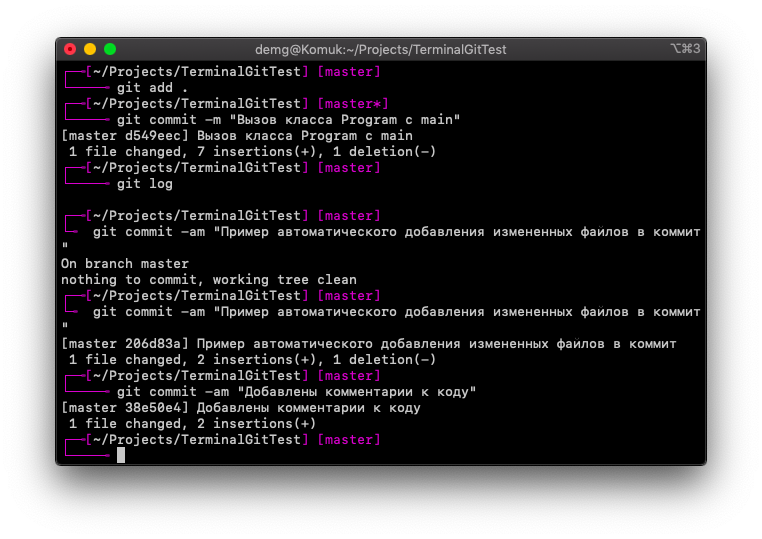 demg@Komuk:~/Projects/TerminalGitTest
⌥⌘3
[~/Projects/TerminalGitTest] [master]
git add .
[~/Projects/TerminalGitTest] [master*]
git commit -m "Вызов класса Program с main"
[master d549eec] Вызов класса Program с main
1 file changed, 7 insertions(+), 1 deletion(-)
[~/Projects/TerminalGitTest] [master]
git log
[~/Projects/TerminalGitTest] [master]
git commit -am "Пример автоматического добавления измененных файлов в коммит
"
On branch master
nothing to commit, working tree clean
[~/Projects/TerminalGitTest] [master]
git commit -am "Пример автоматического добавления измененных файлов в коммит
"
[master 206d83a] Пример автоматического добавления измененных файлов в коммит
1 file changed, 2 insertions(+), 1 deletion(-)
[~/Projects/TerminalGitTest] [master]
git commit -am "Добавлены комментарии к коду"
[master 38e50e4] Добавлены комментарии к коду
1 file changed, 2 insertions(+)
[~/Projects/TerminalGitTest] [master]